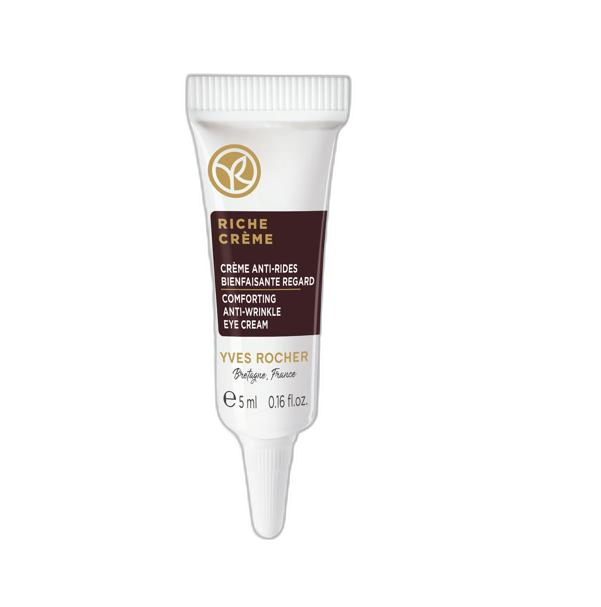 RICHE
CRÈME
CRÈME ANTI-RIDES
BIENFAISANTE REGARD
COMFORTING
ANTI-WRINKLE
EYE CREAM
YVES ROCHER
Bretagne, France
℮ 5 ml 0.16 fl.oz.